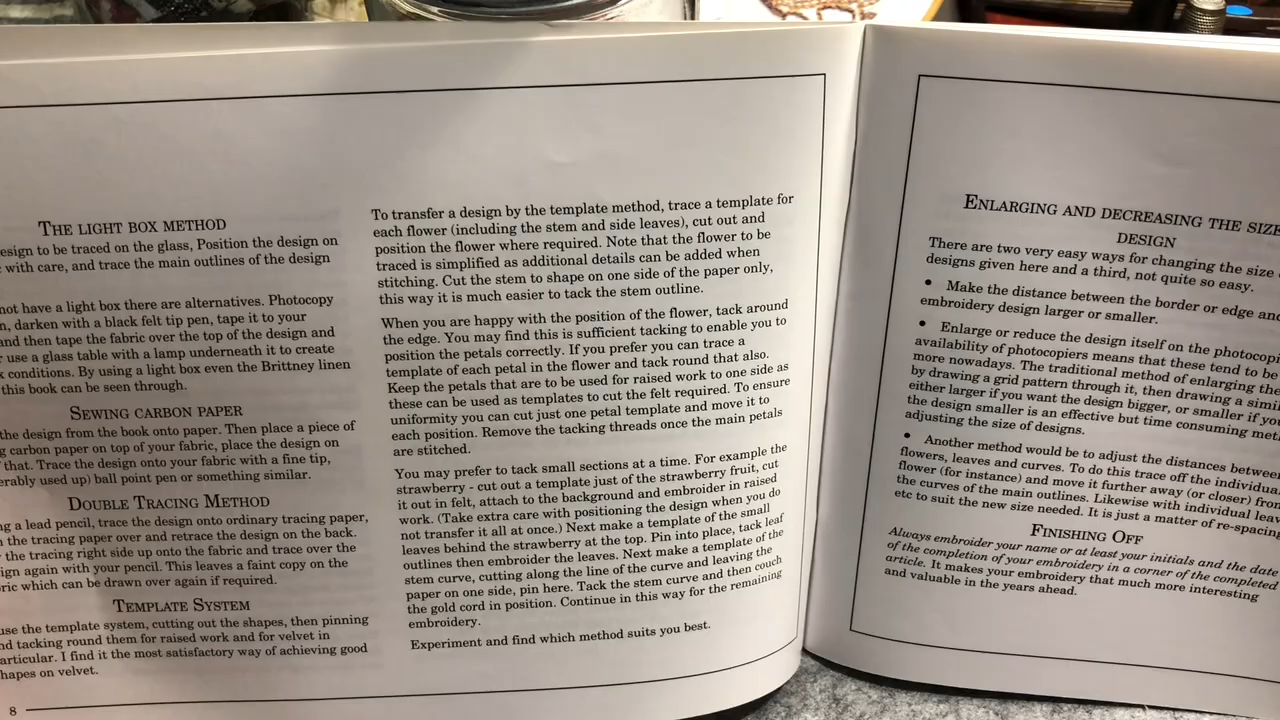 THE LIGHT BOX METHOD
esign to be traced on the glass, Position the design on
with care, and trace the main outlines of the design
not have a light box there are alternatives. Photocopy
n, darken with a black felt tip pen, tape it to your
and then tape the fabric over the top of the design and
r use a glass table with a lamp underneath it to create
k conditions. By using a light box even the Brittney linen
this book can be seen through.
SEWING CARBON PAPER
the design from the book onto paper. Then place a piece of
g carbon paper on top of your fabric, place the design on
that. Trace the design onto your fabric with a fine tip,
erably used up) ball point pen or something similar.
DOUBLE TRACING METHOD
ng a lead pencil, trace the design onto ordinary tracing paper,
n the tracing paper over and retrace the design on the back.
the tracing right side up onto the fabric and trace over the
ign again with your pencil. This leaves a faint copy on the
ric which can be drawn over again if required.
TEMPLATE SYSTEM
use the template system, cutting out the shapes, then pinning
nd tacking round them for raised work and for velvet in
articular. I find it the most satisfactory way of achieving good
hapes on velvet.
8
To transfer a design by the template method, trace a template for
each flower (including the stem and side leaves), cut out and
position the flower where required. Note that the flower to be
traced is simplified as additional details can be added when
stitching. Cut the stem to shape on one side of the paper only,
this way it is much easier to tack the stem outline.
When you are happy with the position of the flower, tack around
the edge. You may find this is sufficient tacking to enable you to
position the petals correctly. If you prefer you can trace a
template of each petal in the flower and tack round that also.
Keep the petals that are to be used for raised work to one side as
these can be used as templates to cut the felt required. To ensure
uniformity you can cut just one petal template and move it to
each position. Remove the tacking threads once the main petals
are stitched.
You may prefer to tack small sections at a time. For example the
strawberry - cut out a template just of the strawberry fruit, cut
it out in felt, attach to the background and embroider in raised
work. (Take extra care with positioning the design when you do
not transfer it all at once.) Next make a template of the small
leaves behind the strawberry at the top. Pin into place, tack leaf
outlines then embroider the leaves. Next make a template of the
stem curve, cutting along the line of the curve and leaving the
paper on one side, pin here. Tack the stem curve and then couch
the gold cord in position. Continue in this way for the remaining
embroidery.
Experiment and find which method suits you best.
ENLARGING AND DECREASING THE SIZE
DESIGN
There are two very easy ways for changing the size
designs given here and a third, not quite so easy.
• Make the distance between the border or edge and
embroidery design larger or smaller.
• Enlarge or reduce the design itself on the photocopi
availability of photocopiers means that these tend to be
more nowadays. The traditional method of enlarging the
by drawing a grid pattern through it, then drawing a simi
either larger if you want the design bigger, or smaller if you
the design smaller is an effective but time consuming met
adjusting the size of designs.
• Another method would be to adjust the distances between
flowers, leaves and curves. To do this trace off the individua
flower (for instance) and move it further away (or closer) from
the curves of the main outlines. Likewise with individual leav
etc to suit the new size needed. It is just a matter of re-spacing
FINISHING OFF
Always embroider your name or at least your initials and the date
of the completion of your embroidery in a corner of the completed
article. It makes your embroidery that much more interesting
and valuable in the years ahead.